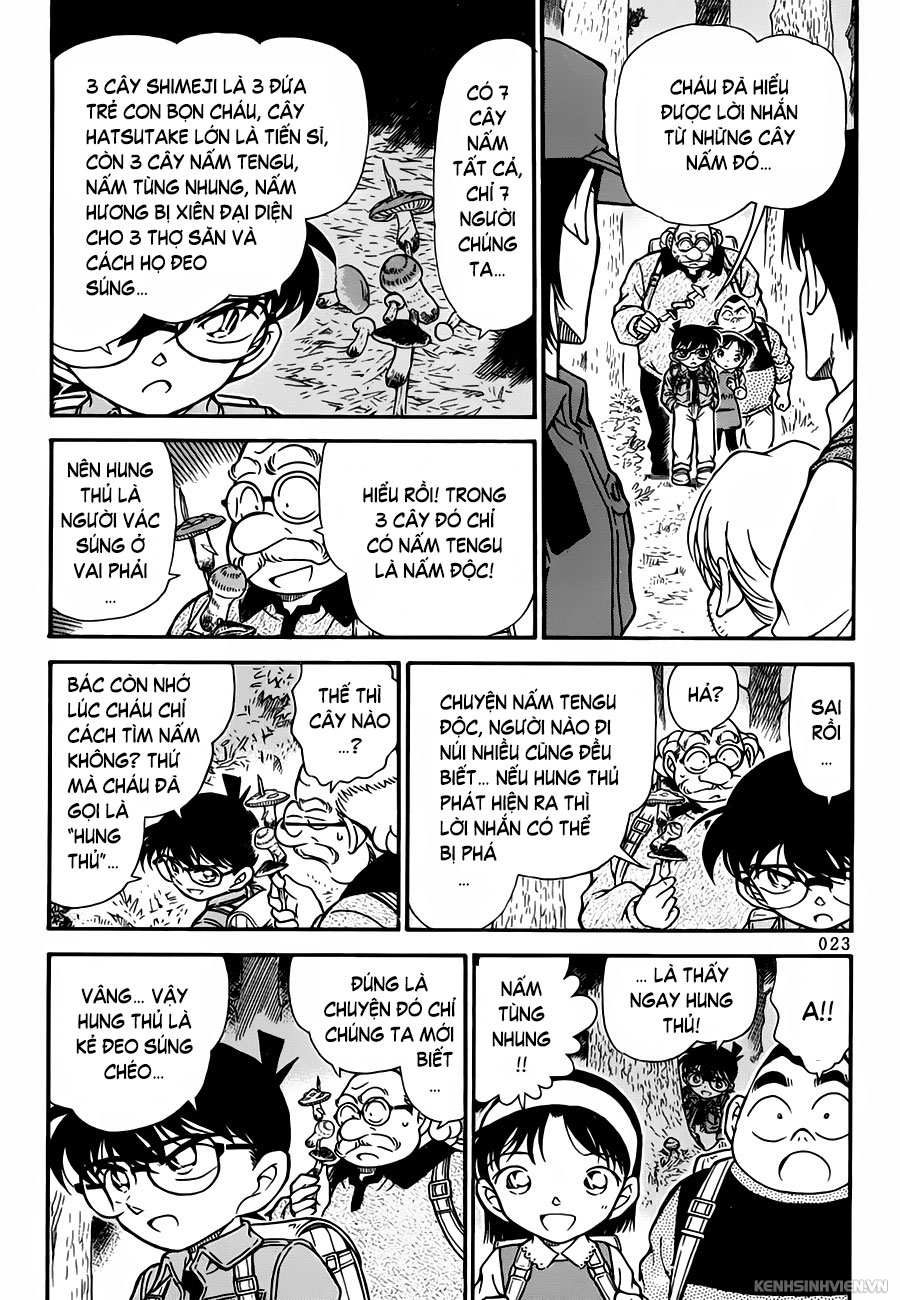 CHÁU ĐÃ HIỂU
ĐƯỢC LỜI NHẮN
TỪ NHỮNG CÂY
NẤM ĐÓ...
CÓ 7
CÂY
NẤM
TẤT CẢ,
CHỈ 7
NGƯỜI
CHÚNG
TA...
3 CÂY SHIMEJI LÀ 3 ĐỨA
TRẺ CON BỌN CHÁU, CÂY
HATSUTAKE LỚN LÀ TIẾN SĨ,
CÒN 3 CÂY NẤM TENGU,
NẤM TÙNG NHUNG, NẤM
HƯƠNG BỊ XIÊN ĐẠI DIỆN
CHO 3 THỢ SĂN VÀ
CÁCH HỌ ĐEO
SÚNG...
HIỂU RỒI! TRONG
3 CÂY ĐÓ CHỈ
CÓ NẤM TENGU
LÀ NẤM ĐỘC!
NÊN HUNG
THỦ LÀ
NGƯỜI VÁC
SÚNG Ở
VAI PHẢI
...
SAI
RỒI
...
HẢ?
CHUYỆN NẤM TENGU
ĐỘC, NGƯỜI NÀO ĐI
NÚI NHIỀU CŨNG ĐỀU
BIẾT... NẾU HUNG THỦ
PHÁT HIỆN RA THÌ
LỜI NHẮN CÓ THỂ
BỊ PHÁ
...
THẾ THÌ
CÂY NÀO
...?
BÁC CÒN NHỚ
LÚC CHÁU CHỈ
CÁCH TÌM NẤM
KHÔNG? THỨ
MÀ CHÁU ĐÃ
GỌI LÀ
"HUNG
THỦ"...
023
A!!
... LÀ THẤY
NGAY HUNG
THỦ!
NẤM
TÙNG
NHUNG
!!
ĐÚNG LÀ
CHUYỆN ĐÓ CHỈ
CHÚNG TA MỚI
BIẾT
...
VÂNG... VẬY
HUNG THỦ LÀ
KẺ ĐEO SÚNG
CHÉO...
KENHSINHVIEN.VN